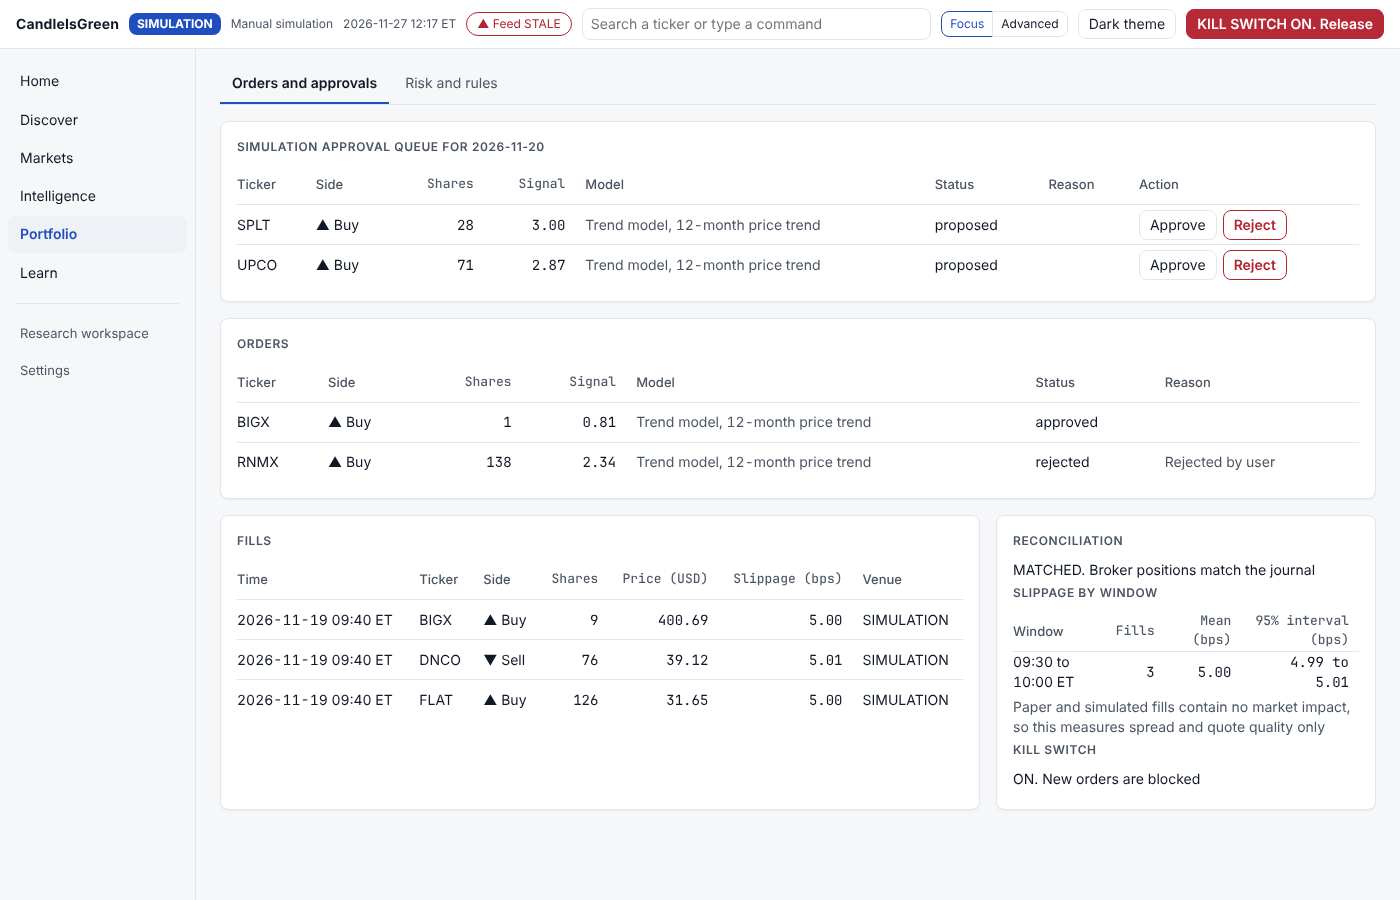 CandleIsGreen SIMULATION Manual simulation 2026-11-27 12:17 ET ▲ Feed STALE Search a ticker or type a command Focus Advanced Dark theme KILL SWITCH ON. Release
Home
Discover
Markets
Intelligence
Portfolio
Learn
Research workspace
Settings
Orders and approvals Risk and rules
SIMULATION APPROVAL QUEUE FOR 2026-11-20
Ticker Side Shares Signal Model Status Reason Action
SPLT ▲ Buy 28 3.00 Trend model, 12-month price trend proposed Approve Reject
UPCO ▲ Buy 71 2.87 Trend model, 12-month price trend proposed Approve Reject
ORDERS
Ticker Side Shares Signal Model Status Reason
BIGX ▲ Buy 1 0.81 Trend model, 12-month price trend approved
RNMX ▲ Buy 138 2.34 Trend model, 12-month price trend rejected Rejected by user
FILLS
Time Ticker Side Shares Price (USD) Slippage (bps) Venue
2026-11-19 09:40 ET BIGX ▲ Buy 9 400.69 5.00 SIMULATION
2026-11-19 09:40 ET DNCO ▼ Sell 76 39.12 5.01 SIMULATION
2026-11-19 09:40 ET FLAT ▲ Buy 126 31.65 5.00 SIMULATION
RECONCILIATION
MATCHED. Broker positions match the journal
SLIPPAGE BY WINDOW
Window Fills Mean (bps) 95% interval (bps)
09:30 to 10:00 ET 3 5.00 4.99 to 5.01
Paper and simulated fills contain no market impact,
so this measures spread and quote quality only
KILL SWITCH
ON. New orders are blocked